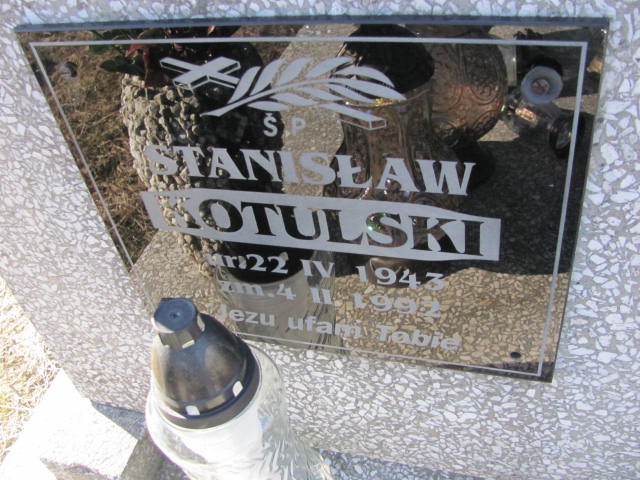 ŚP
STANISŁAW
KOTULSKI
ur.22 IV 1943
zm.4 II 1992
Jezu ufam Tobie